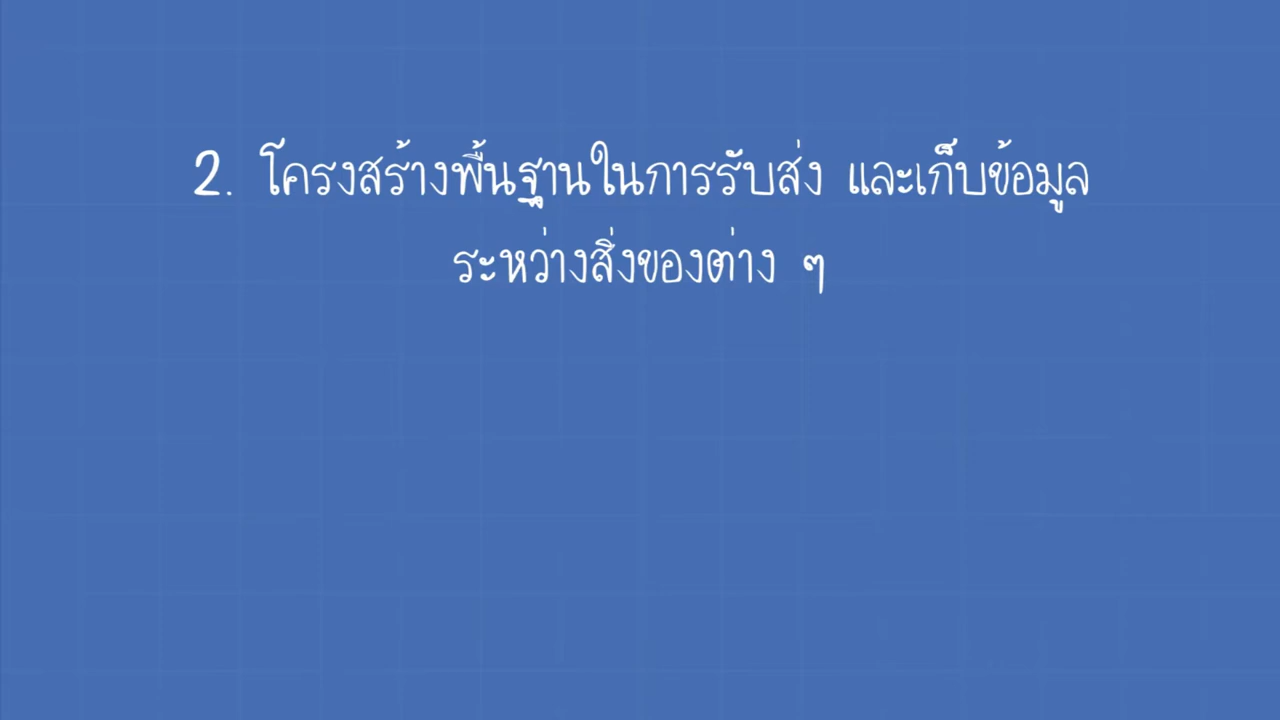 2. โครงสร้างพื้นฐานในการรับส่ง และเก็บข้อมูล
ระหว่างสิ่งของต่าง ๆ